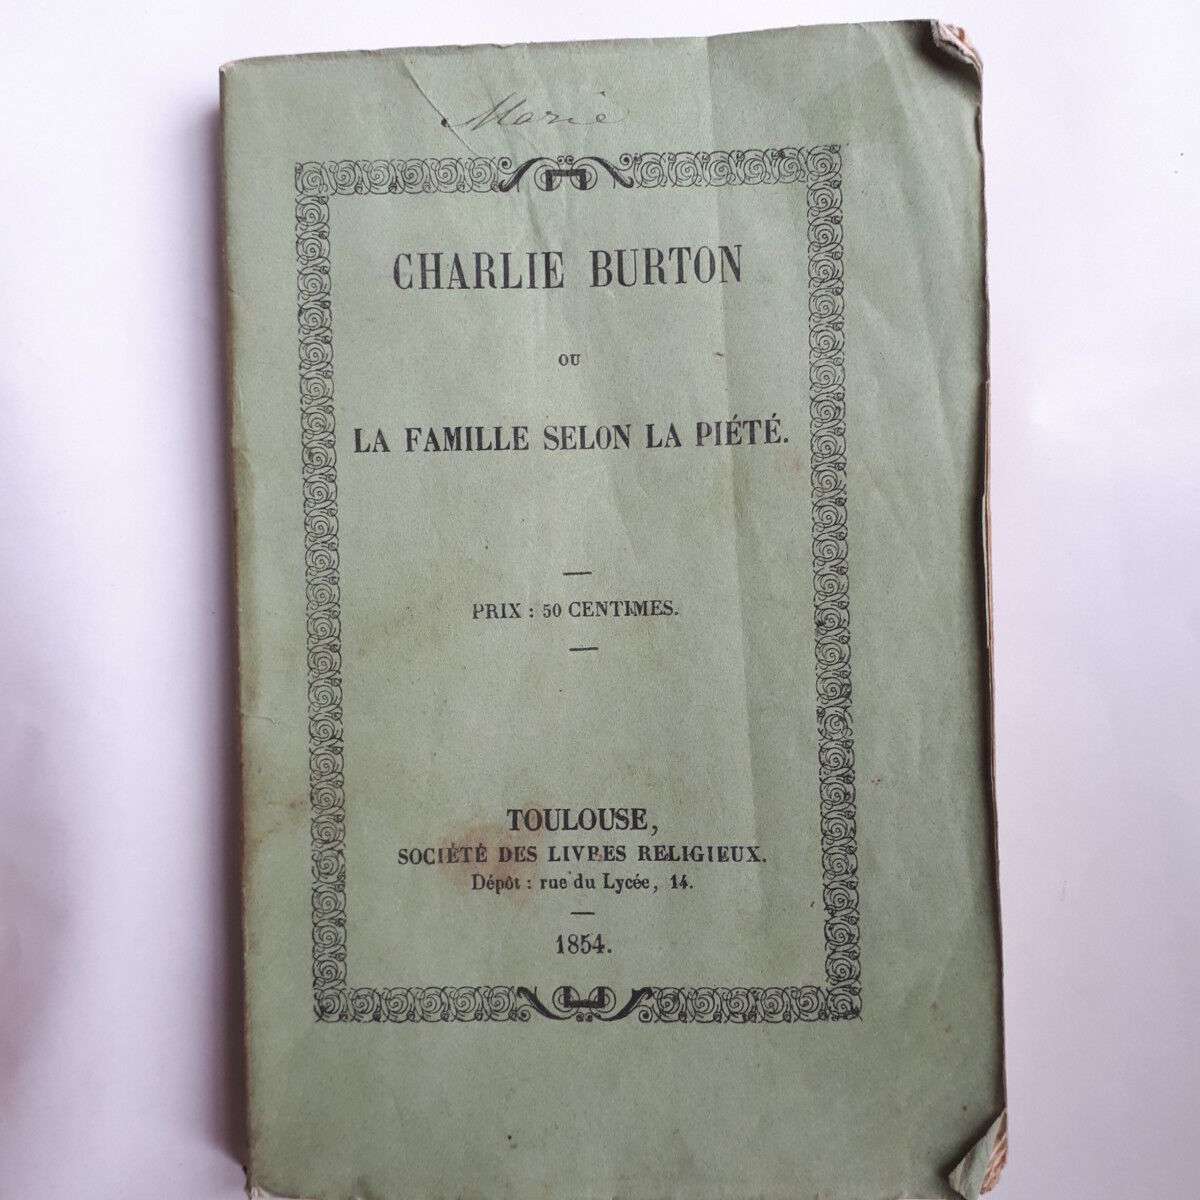 Marie
CHARLIE BURTON
OU
LA FAMILLE SELON LA PIÉTÉ.
PRIX : 50 CENTIMES.
TOULOUSE,
SOCIÉTÉ DES LIVRES RELIGIEUX.
Dépôt : rue du Lycée, 14.
1854.